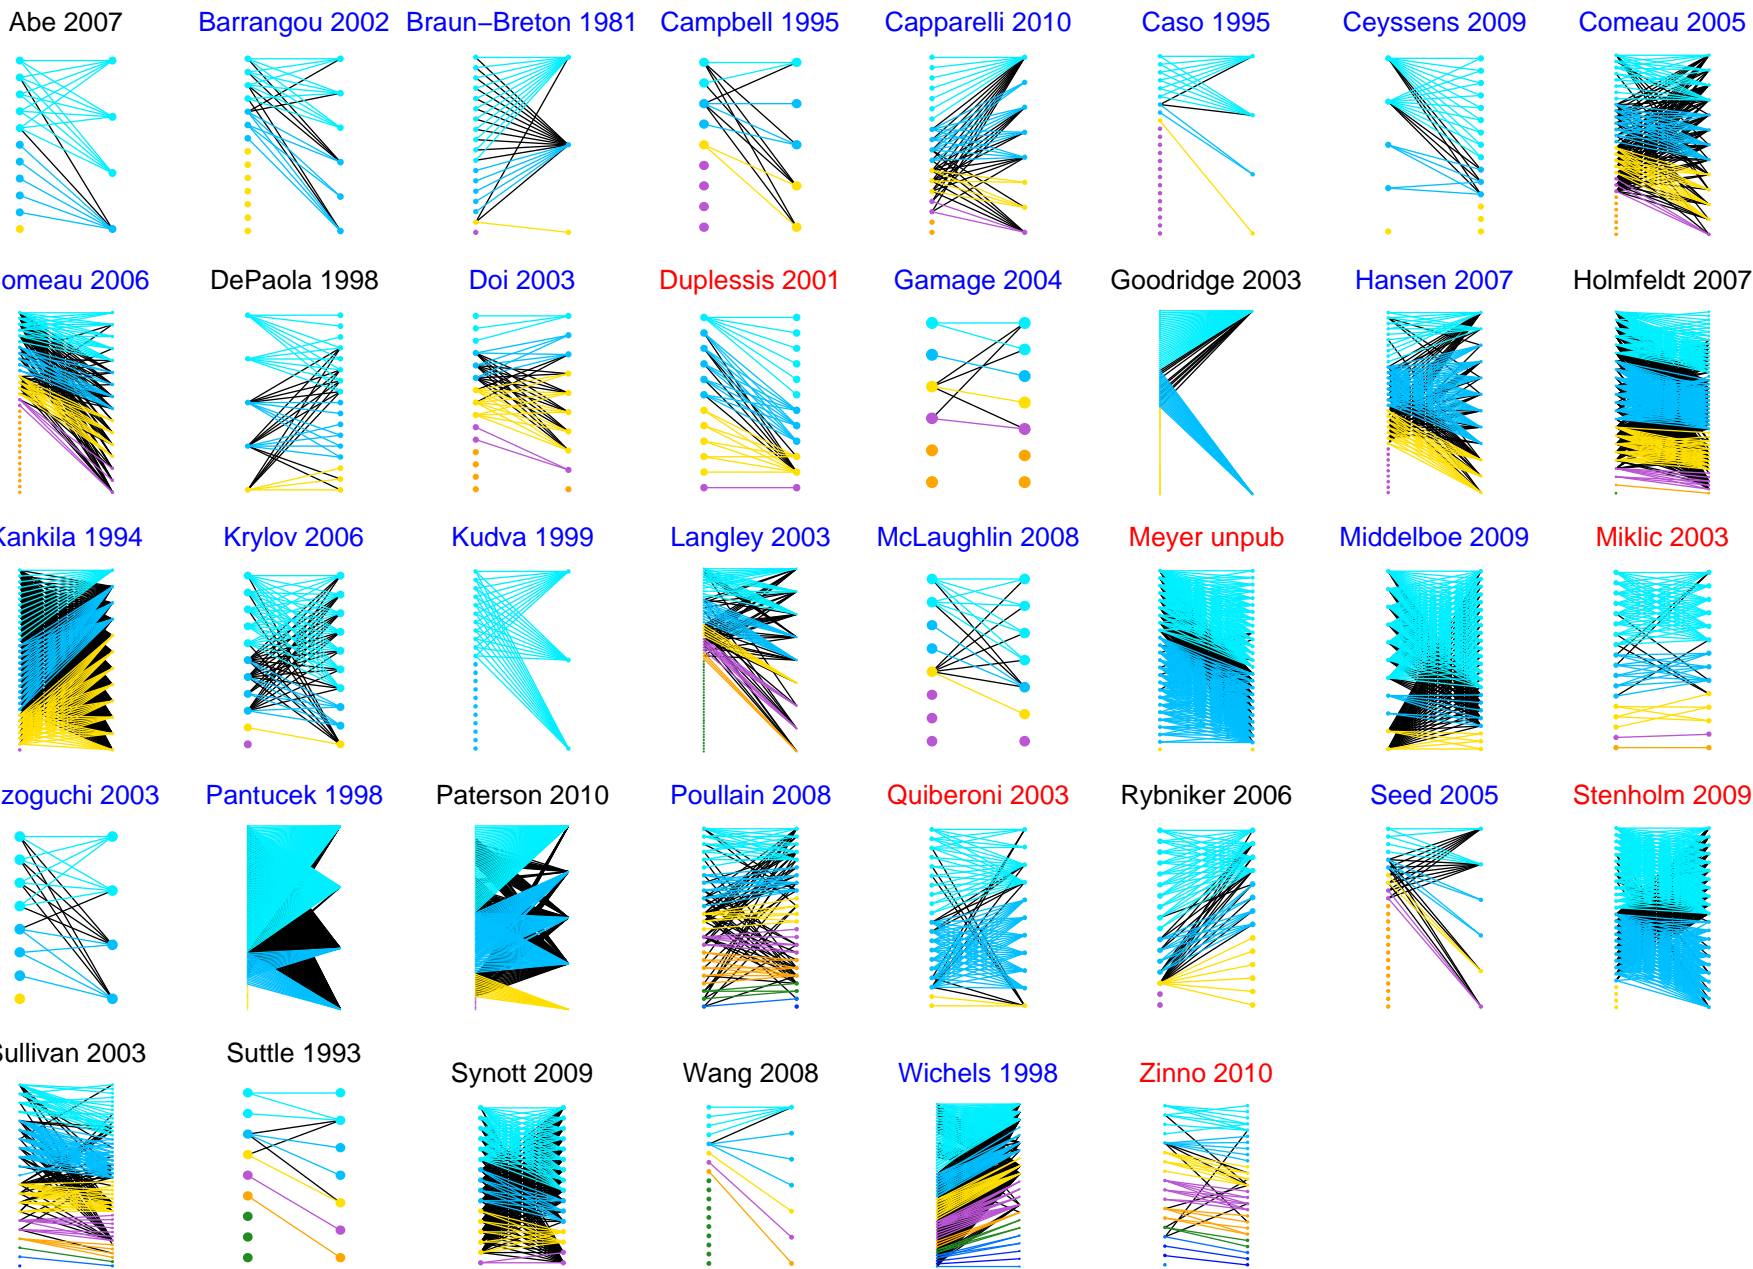 Abe 2007 Barrangou 2002 Braun−Breton 1981 Campbell 1995 Capparelli 2010 Caso 1995 Ceyssens 2009 Comeau 2005
omeau 2006 DePaola 1998 Doi 2003 Duplessis 2001 Gamage 2004 Goodridge 2003 Hansen 2007 Holmfeldt 2007
Kankila 1994 Krylov 2006 Kudva 1999 Langley 2003 McLaughlin 2008 Meyer unpub Middelboe 2009 Miklic 2003
zoguchi 2003 Pantucek 1998 Paterson 2010 Poullain 2008 Quiberoni 2003 Rybniker 2006 Seed 2005 Stenholm 2009
Sullivan 2003 Suttle 1993 Synott 2009 Wang 2008 Wichels 1998 Zinno 2010